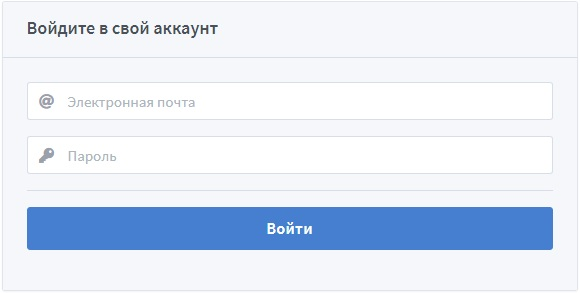 Войдите в свой аккаунт
@ Электронная почта
Пароль
Войти